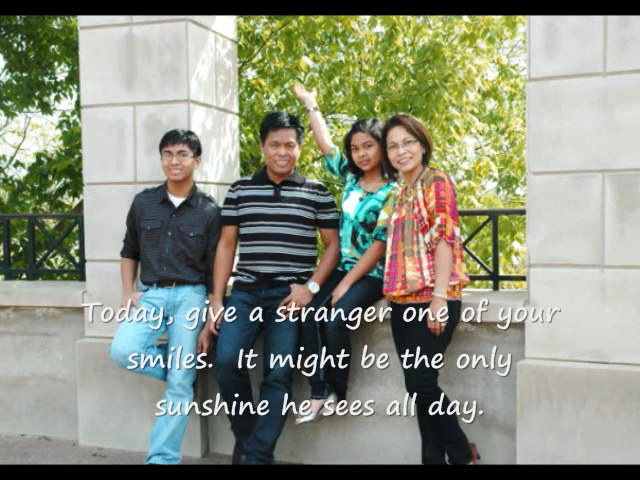 Today, give a stranger one of your
smiles.  It might be the only
sunshine he sees all day.